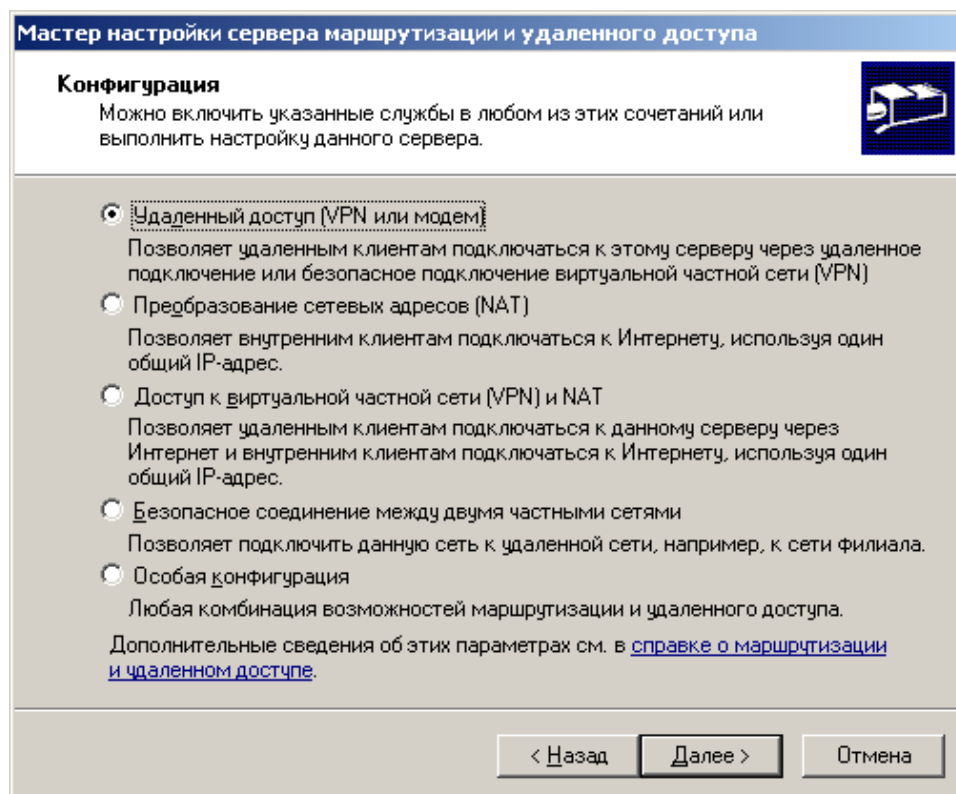 Мастер настройки сервера маршрутизации и удаленного доступа
Конфигурация
Можно включить указанные службы в любом из этих сочетаний или
выполнить настройку данного сервера.
Удаленный доступ (VPN или модем)
Позволяет удаленным клиентам подключаться к этому серверу через удаленное
подключение или безопасное подключение виртуальной частной сети (VPN)
Преобразование сетевых адресов (NAT)
Позволяет внутренним клиентам подключаться к Интернету, используя один
общий IP-адрес.
Доступ к виртуальной частной сети (VPN) и NAT
Позволяет удаленным клиентам подключаться к данному серверу через
Интернет и внутренним клиентам подключаться к Интернету, используя один
общий IP-адрес.
Безопасное соединение между двумя частными сетями
Позволяет подключить данную сеть к удаленной сети, например, к сети филиала.
Особая конфигурация
Любая комбинация возможностей маршрутизации и удаленного доступа.
Дополнительные сведения об этих параметрах см. в справке о маршрутизации
и удаленном доступе.
< Назад Далее > Отмена